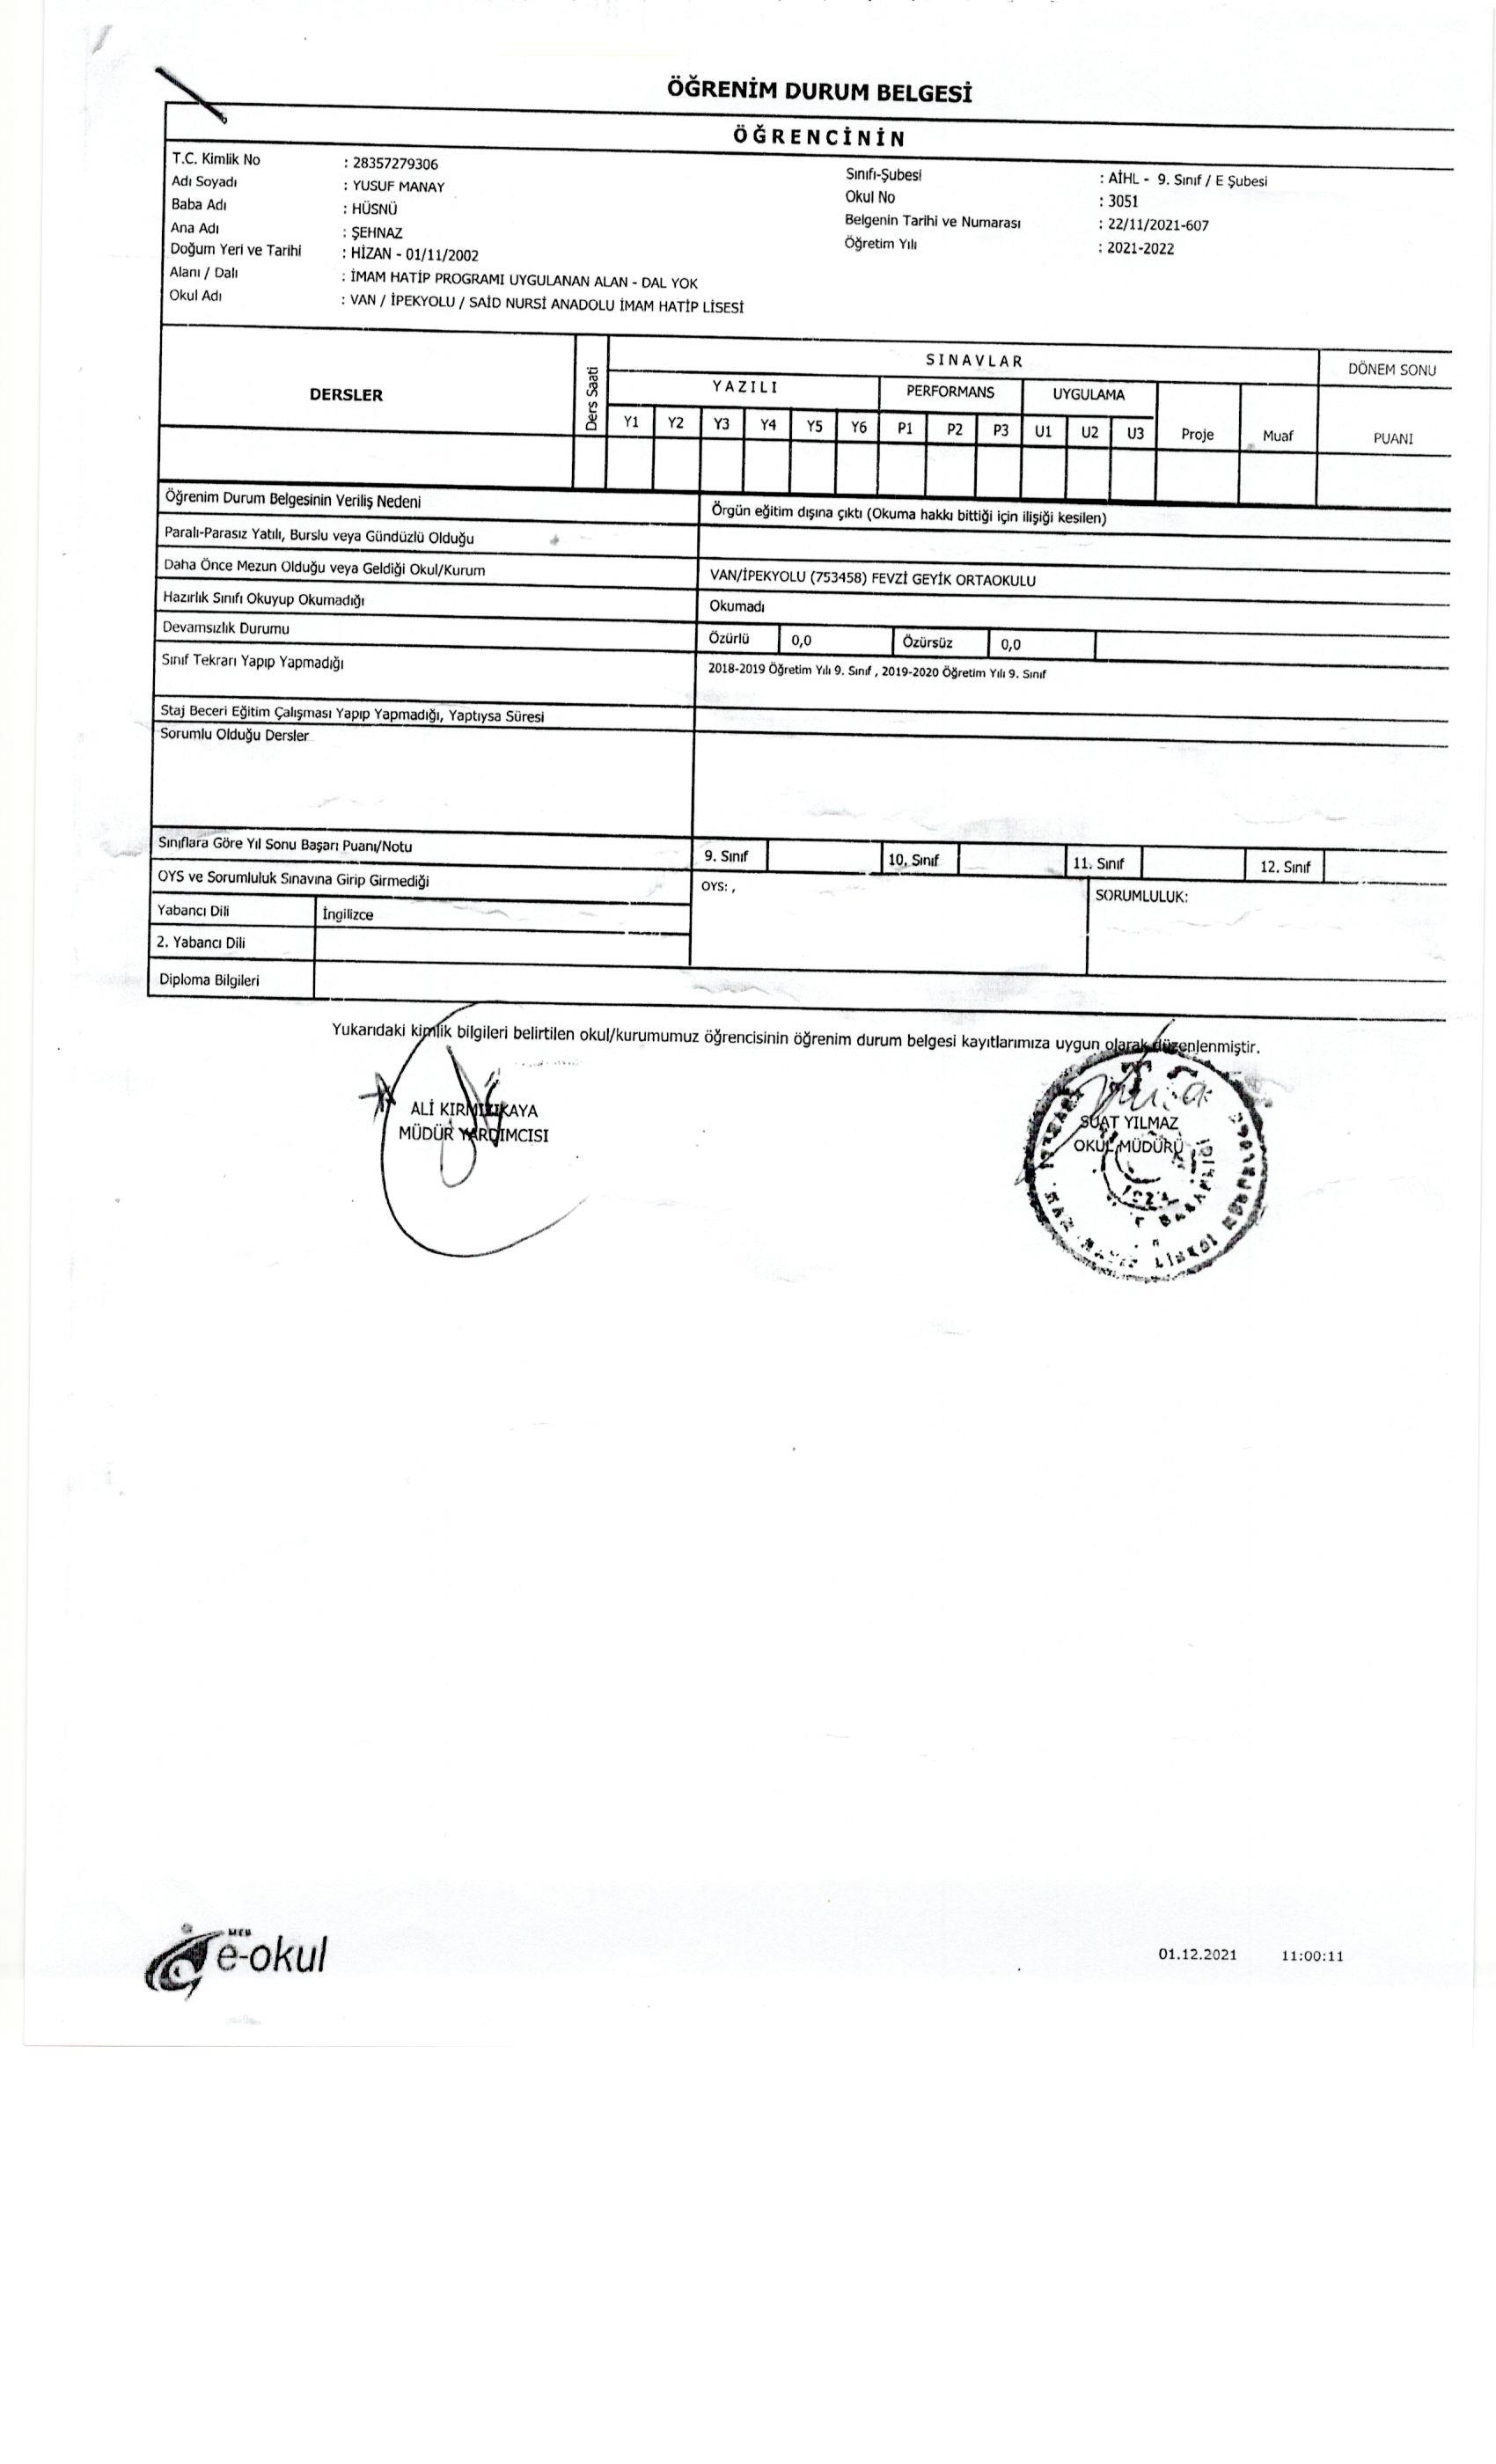 ÖĞRENİM DURUM BELGESİ
ÖĞRENCİNİN
T.C. Kimlik No : 28357279306
Adı Soyadı : YUSUF MANAY
Baba Adı : HÜSNÜ
Ana Adı : ŞEHNAZ
Doğum Yeri ve Tarihi : HİZAN - 01/11/2002
Alanı / Dalı : İMAM HATİP PROGRAMI UYGULANAN ALAN - DAL YOK
Okul Adı : VAN / İPEKYOLU / SAİD NURSİ ANADOLU İMAM HATİP LİSESİ
Sınıfı-Şubesi : AİHL - 9. Sınıf / E Şubesi
Okul No : 3051
Belgenin Tarihi ve Numarası : 22/11/2021-607
Öğretim Yılı : 2021-2022
DERSLER
Ders Saati
SINAVLAR
DÖNEM SONU
YAZILI PERFORMANS UYGULAMA
Y1 Y2 Y3 Y4 Y5 Y6 P1 P2 P3 U1 U2 U3 Proje Muaf PUANI
Öğrenim Durum Belgesinin Veriliş Nedeni Örgün eğitim dışına çıktı (Okuma hakkı bittiği için ilişiği kesilen)
Paralı-Parasız Yatılı, Burslu veya Gündüzlü Olduğu
Daha Önce Mezun Olduğu veya Geldiği Okul/Kurum VAN/İPEKYOLU (753458) FEVZİ GEYİK ORTAOKULU
Hazırlık Sınıfı Okuyup Okumadığı Okumadı
Devamsızlık Durumu Özürlü 0,0 Özürsüz 0,0
Sınıf Tekrarı Yapıp Yapmadığı 2018-2019 Öğretim Yılı 9. Sınıf , 2019-2020 Öğretim Yılı 9. Sınıf
Staj Beceri Eğitim Çalışması Yapıp Yapmadığı, Yaptıysa Süresi
Sorumlu Olduğu Dersler
Sınıflara Göre Yıl Sonu Başarı Puanı/Notu 9. Sınıf 10. Sınıf 11. Sınıf 12. Sınıf
OYS ve Sorumluluk Sınavına Girip Girmediği OYS: , SORUMLULUK:
Yabancı Dili İngilizce
2. Yabancı Dili
Diploma Bilgileri
Yukarıdaki kimlik bilgileri belirtilen okul/kurumumuz öğrencisinin öğrenim durum belgesi kayıtlarımıza uygun olarak düzenlenmiştir.
ALİ KIRMIZIKAYA
MÜDÜR YARDIMCISI
SUAT YILMAZ
OKUL MÜDÜRÜ
MEB
e-okul
01.12.2021 11:00:11